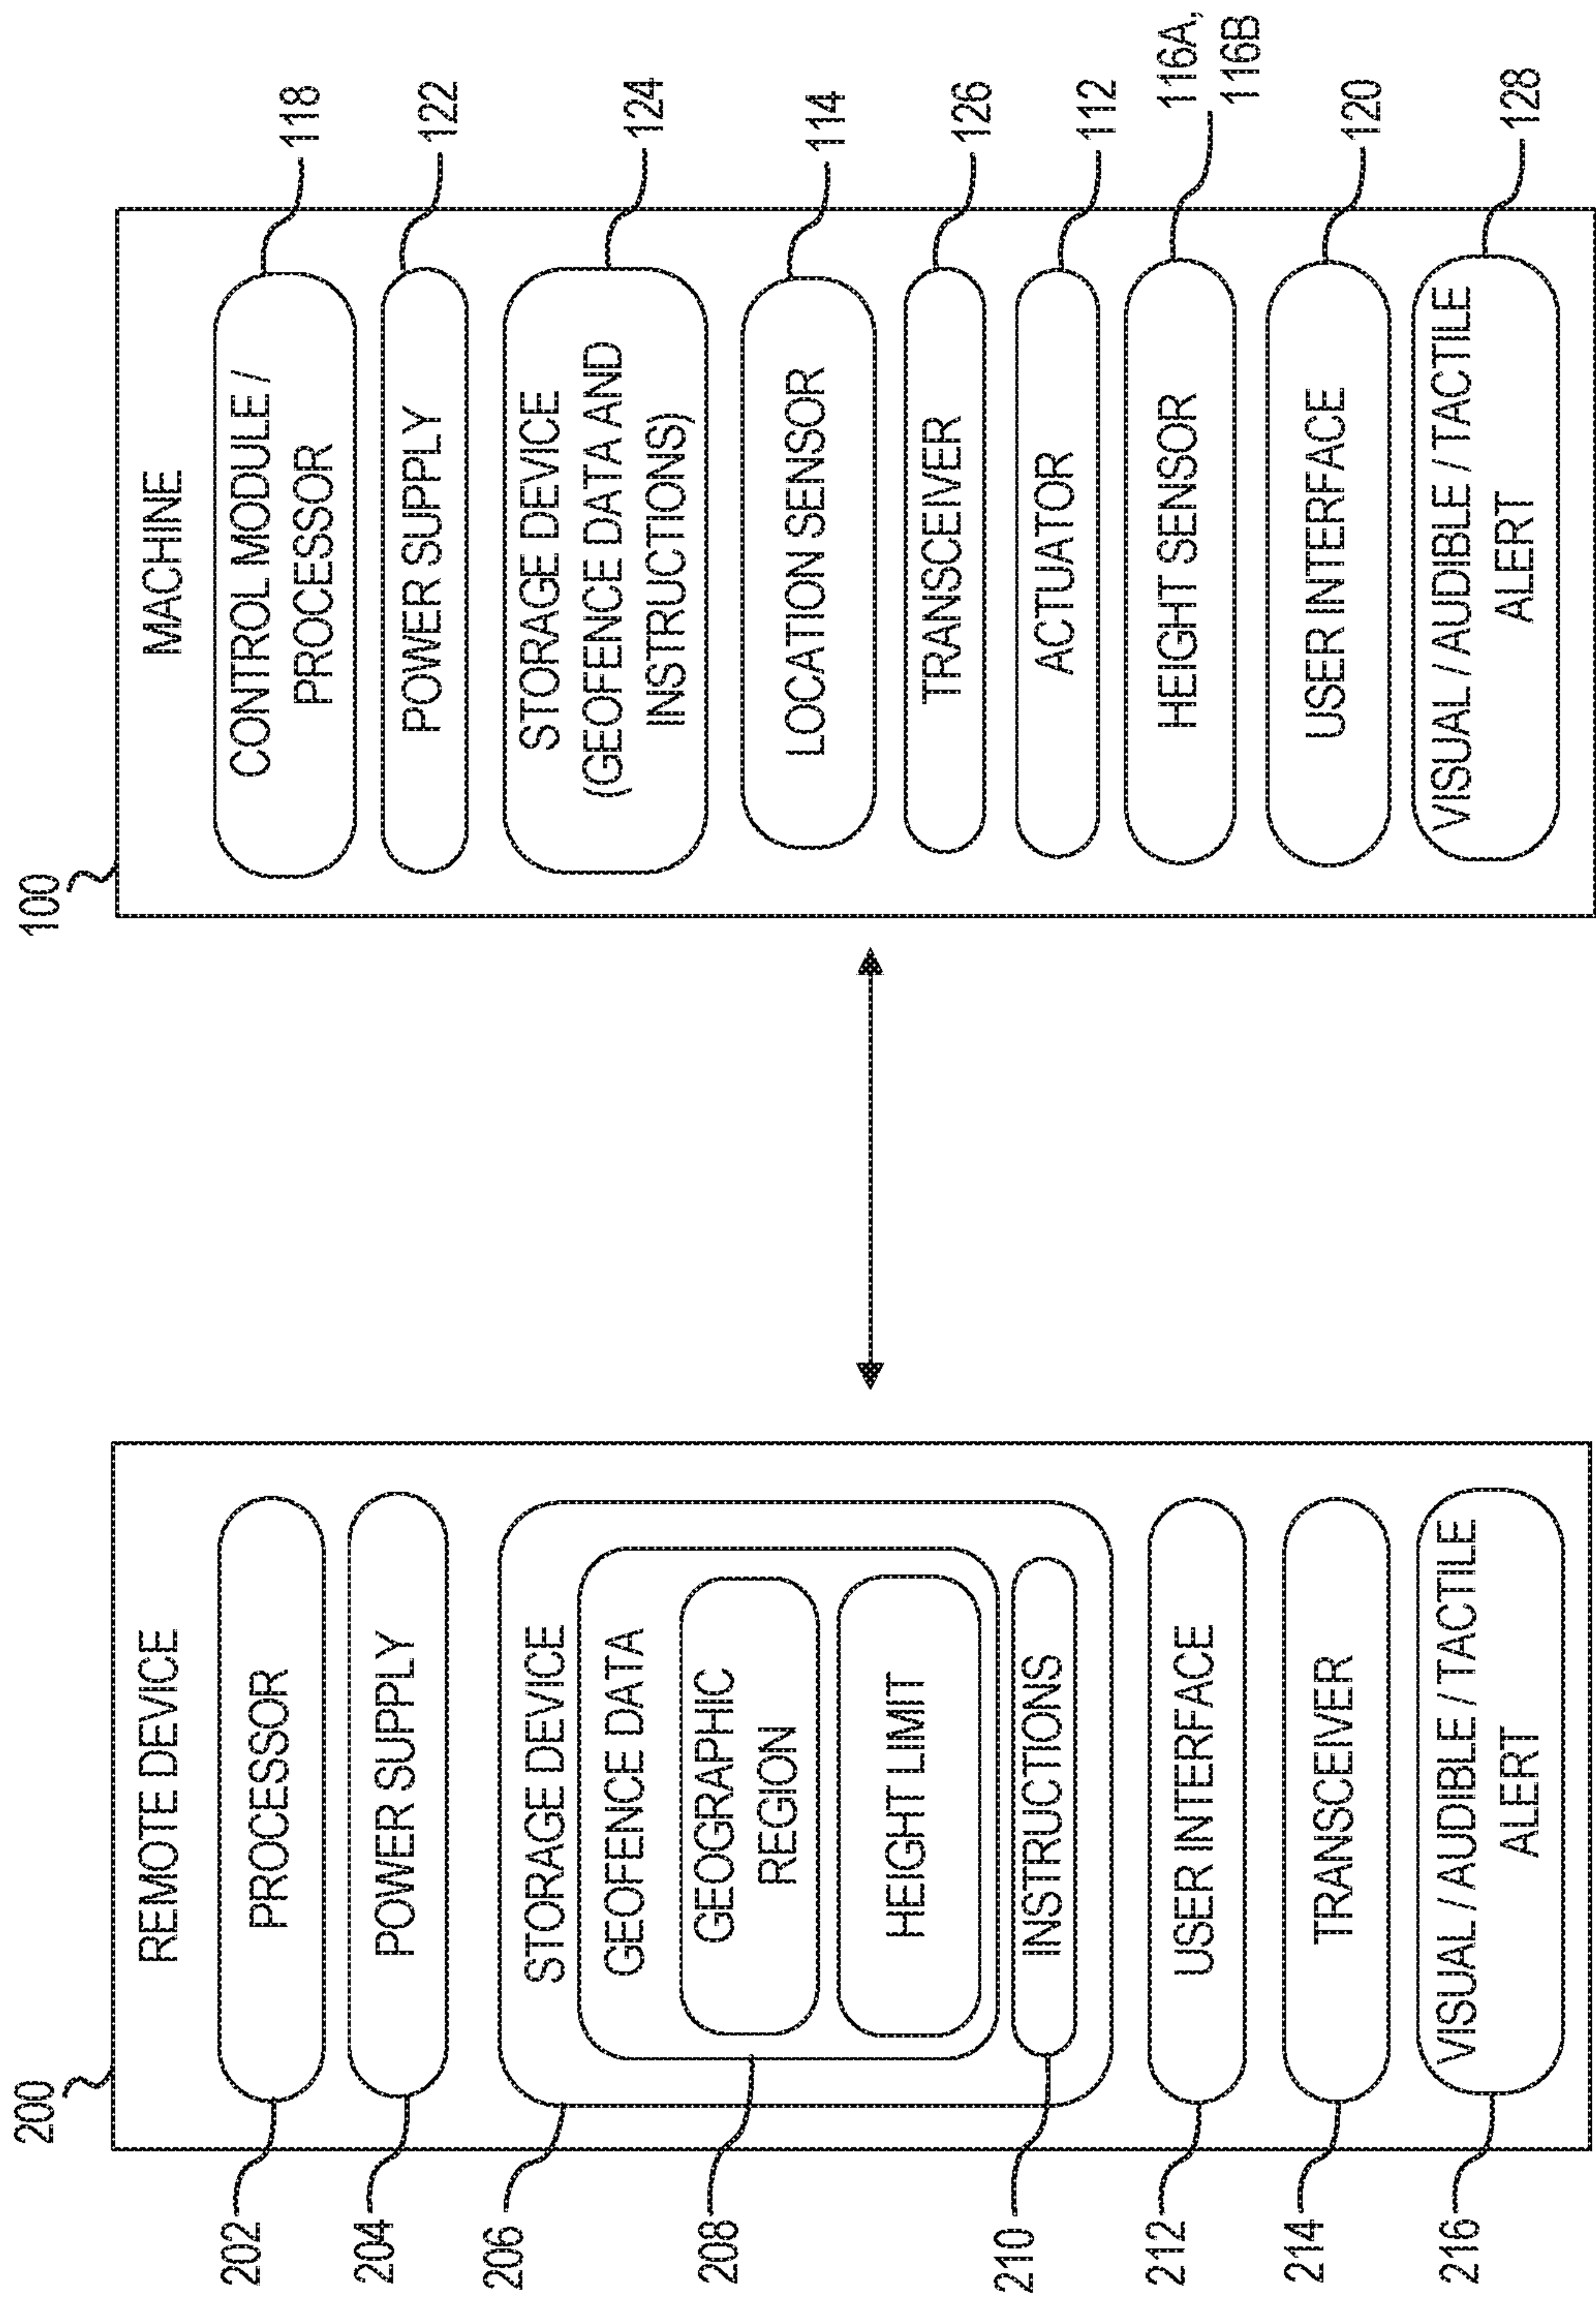 200
REMOTE DEVICE
202
PROCESSOR
204
POWER SUPPLY
206
STORAGE DEVICE
208
GEOFENCE DATA
GEOGRAPHIC
REGION
HEIGHT LIMIT
210
INSTRUCTIONS
212
USER INTERFACE
214
TRANSCEIVER
216
VISUAL / AUDIBLE / TACTILE
ALERT
100
MACHINE
CONTROL MODULE /
PROCESSOR
118
POWER SUPPLY
122
STORAGE DEVICE
(GEOFENCE DATA AND
INSTRUCTIONS)
124
LOCATION SENSOR
114
TRANSCEIVER
126
ACTUATOR
112
HEIGHT SENSOR
116A,
116B
USER INTERFACE
120
VISUAL / AUDIBLE / TACTILE
ALERT
128